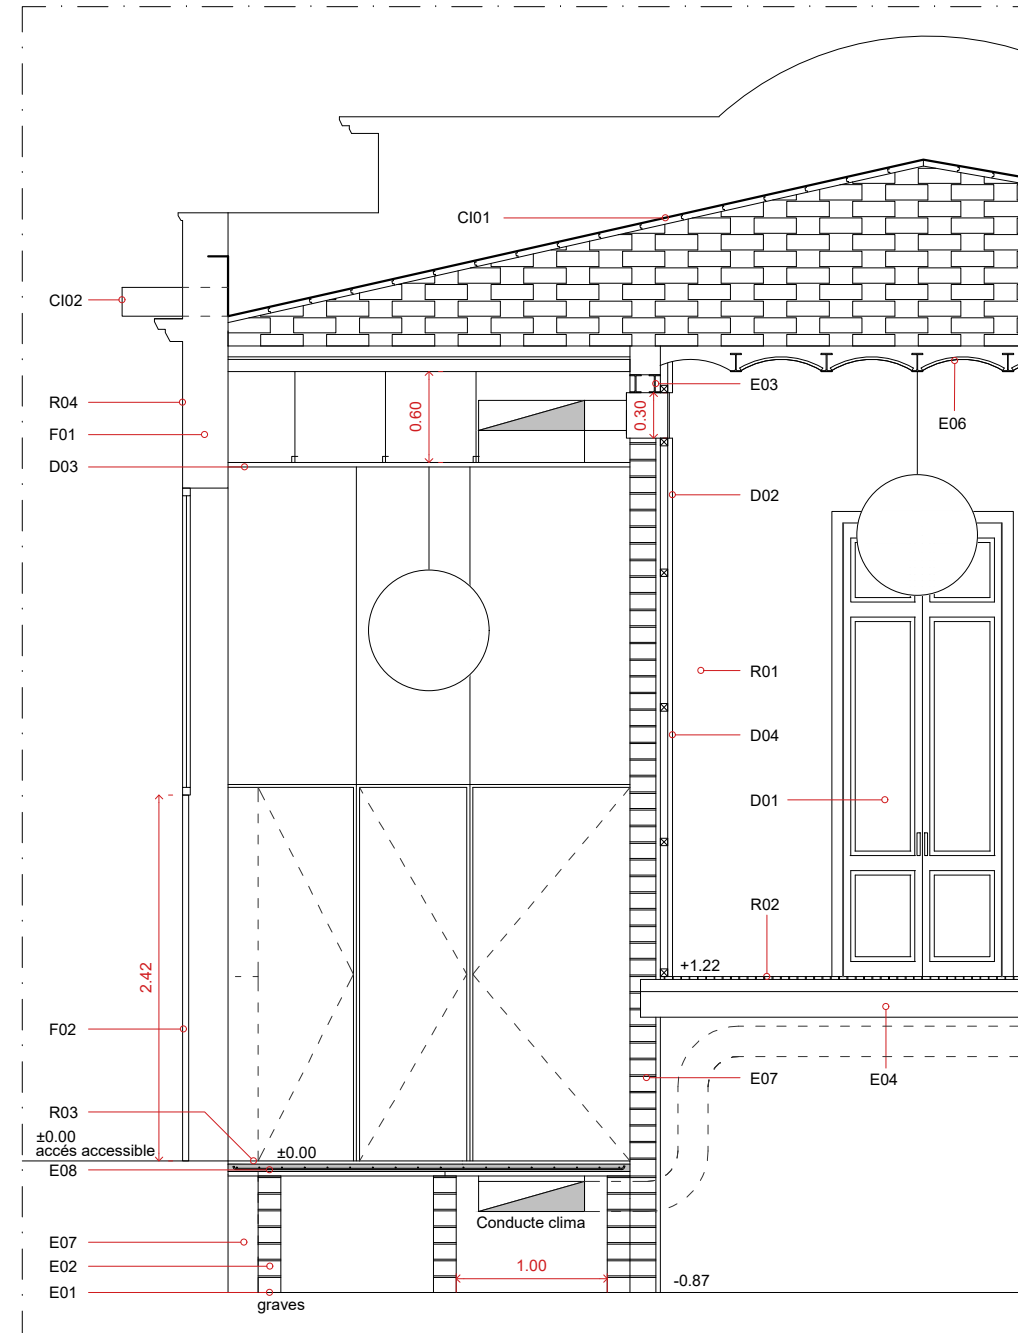 CI01
CI02
E03
R04
0.60
0.30
F01
E06
D03
D02
R01
D04
D01
R02
+1.22
2.42
F02
E07
E04
R03
±0.00
accés accessible
±0.00
E08
Conducte clima
E07
E02
1.00
-0.87
E01
graves